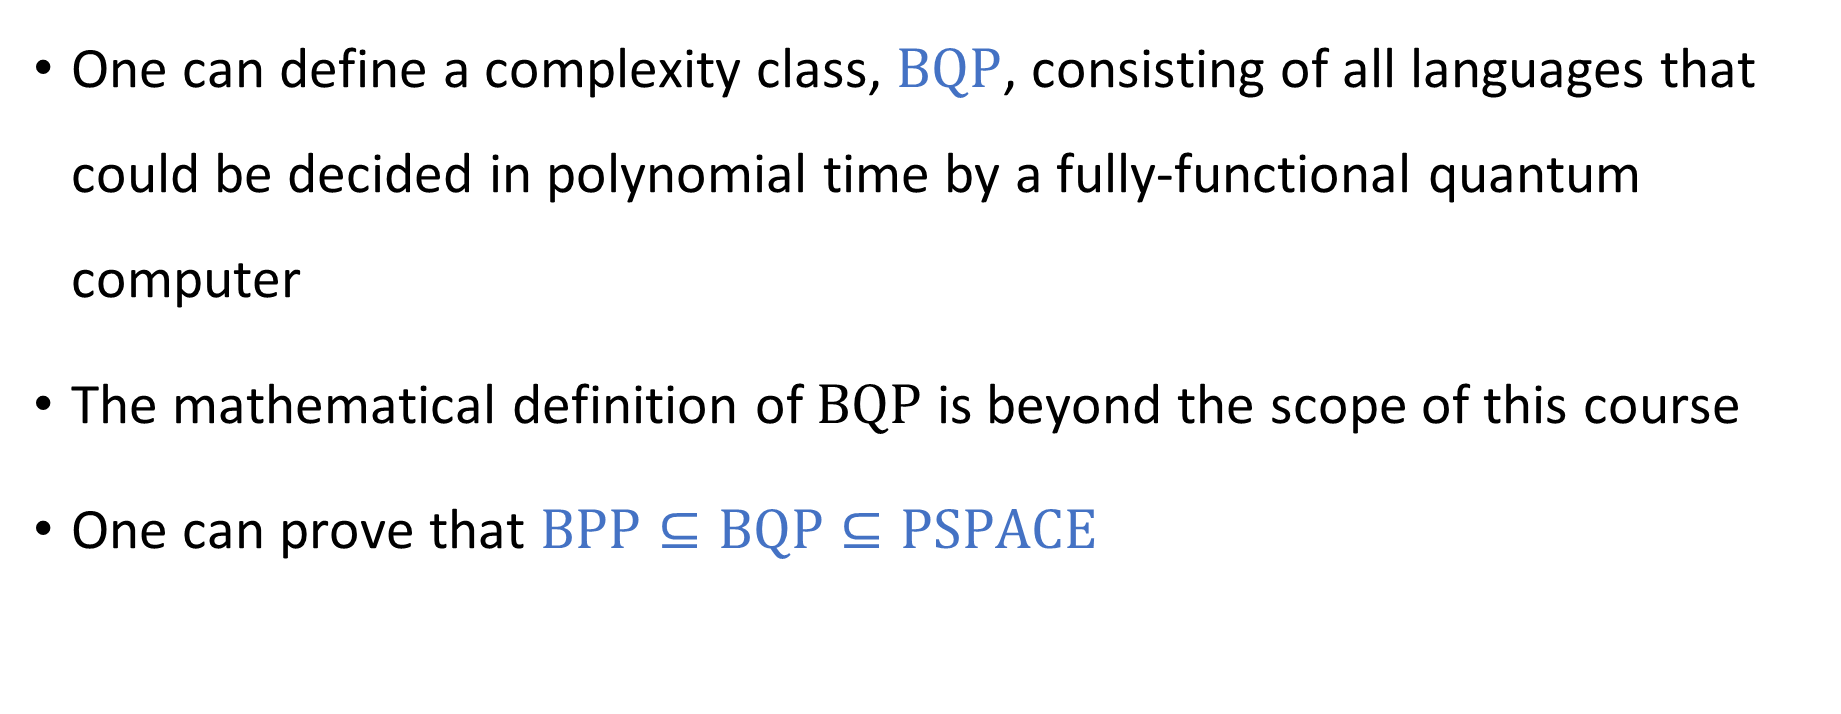 • One can define a complexity class, BQP, consisting of all languages that
could be decided in polynomial time by a fully-functional quantum
computer
• The mathematical definition of BQP is beyond the scope of this course
• One can prove that BPP ⊆ BQP ⊆ PSPACE